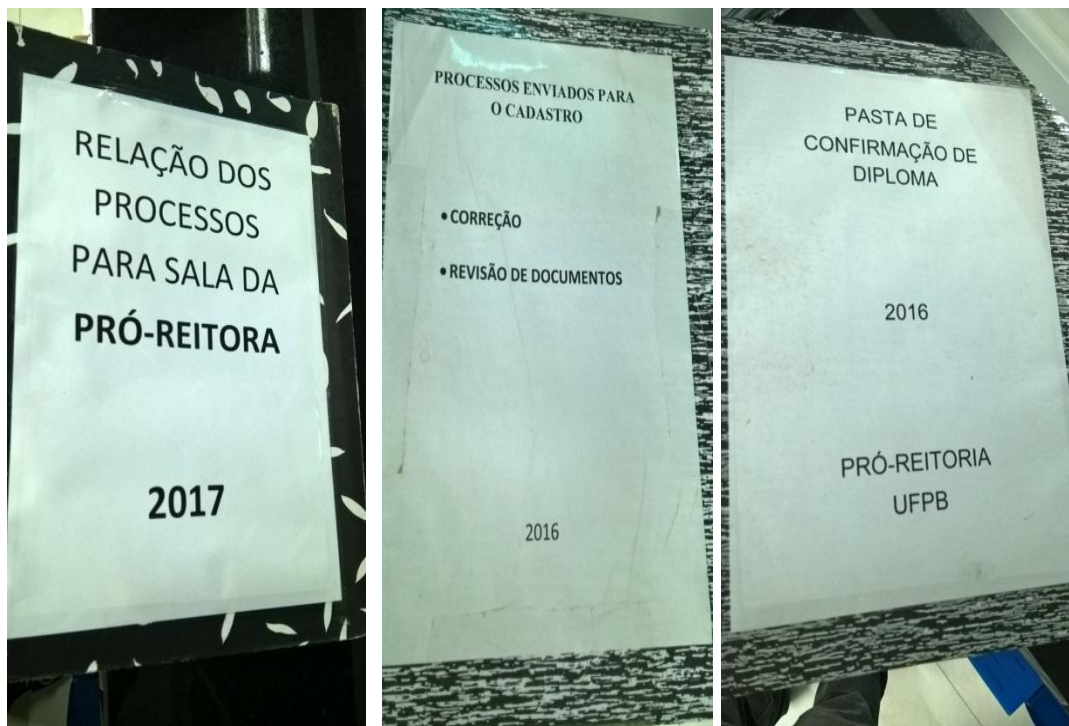 RELAÇÃO DOS
PROCESSOS
PARA SALA DA
PRÓ-REITORA
2017
PROCESSOS ENVIADOS PARA
O CADASTRO
•CORREÇÃO
•REVISÃO DE DOCUMENTOS
2016
PASTA DE
CONFIRMAÇÃO DE
DIPLOMA
2016
PRÓ-REITORIA
UFPB